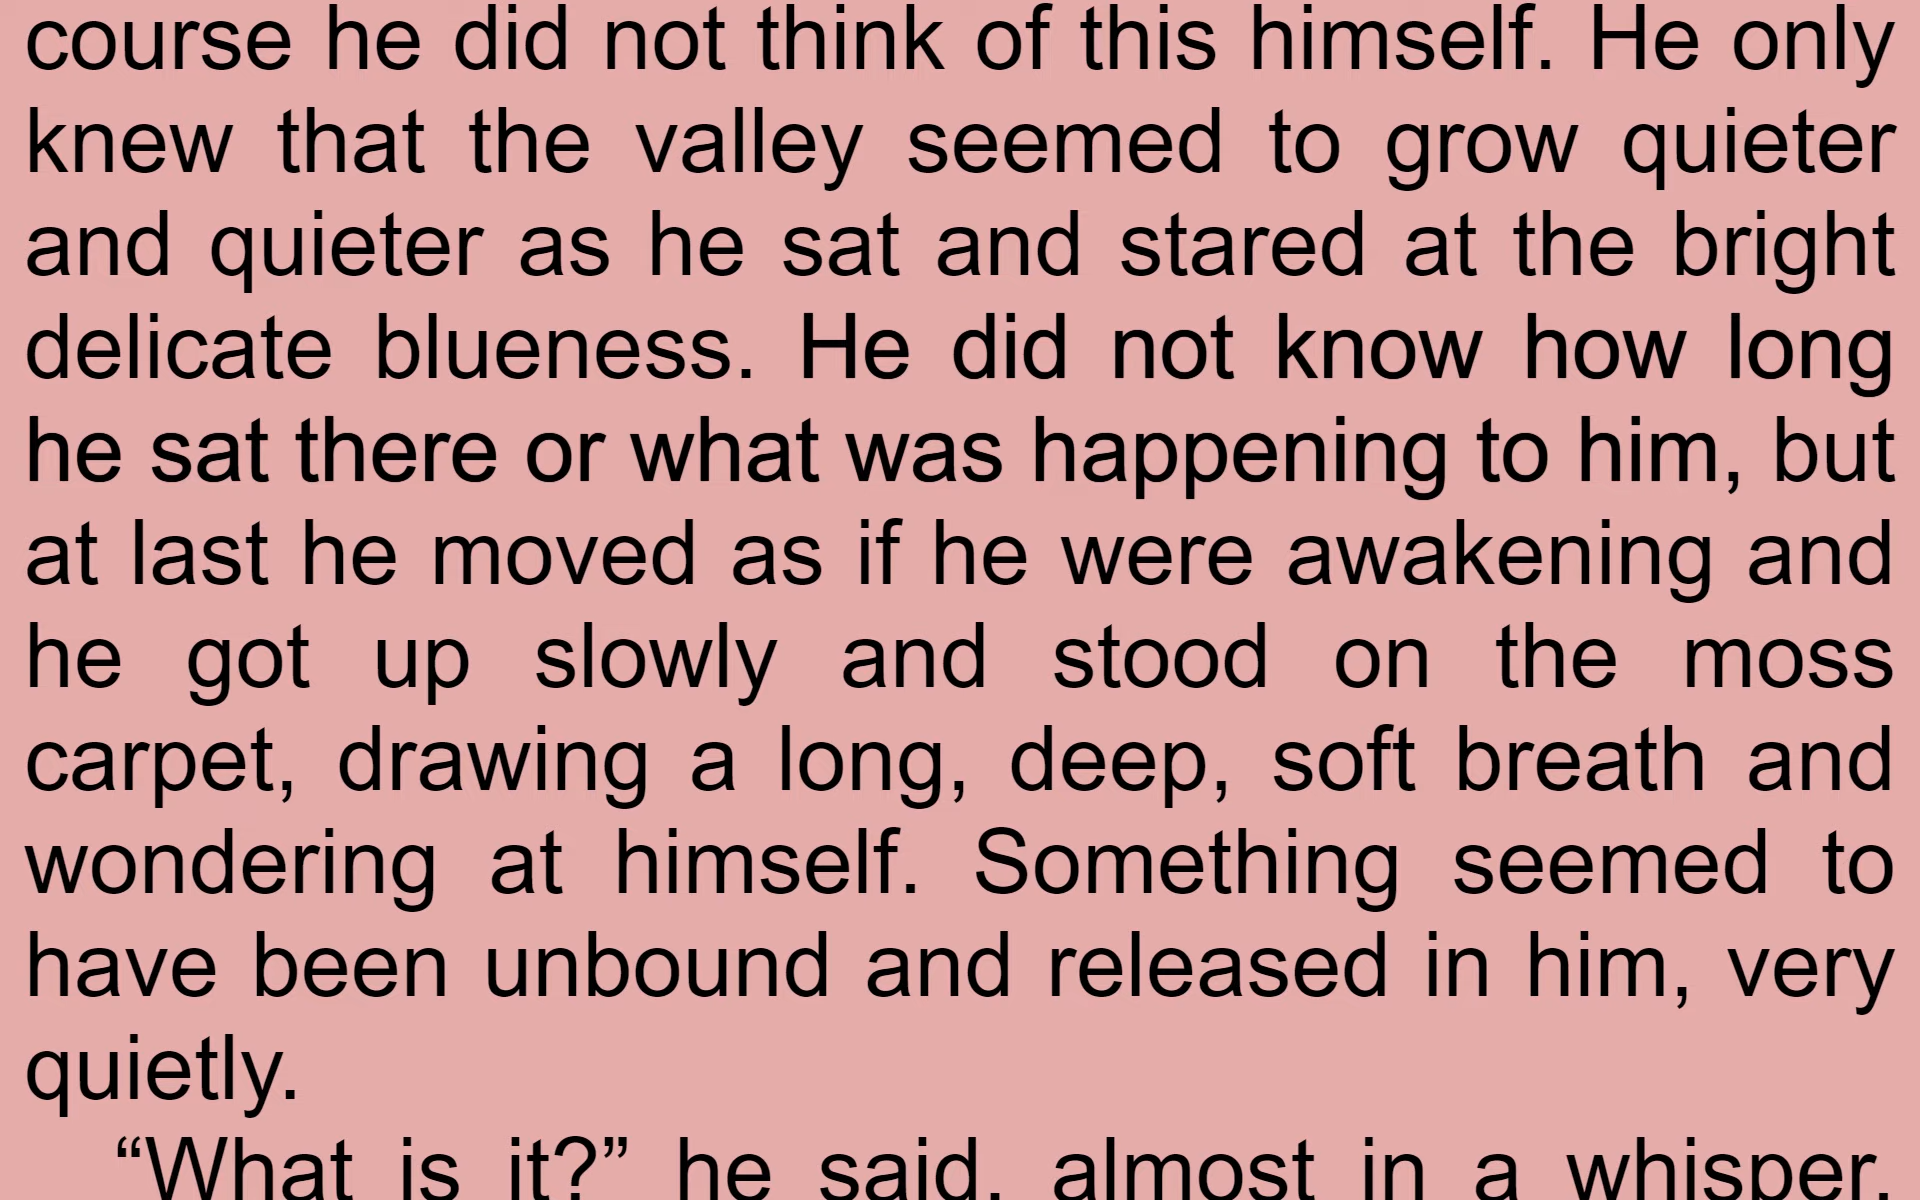 course he did not think of this himself. He only
knew that the valley seemed to grow quieter
and quieter as he sat and stared at the bright
delicate blueness. He did not know how long
he sat there or what was happening to him, but
at last he moved as if he were awakening and
he got up slowly and stood on the moss
carpet, drawing a long, deep, soft breath and
wondering at himself. Something seemed to
have been unbound and released in him, very
quietly.
“What is it?” he said, almost in a whisper,